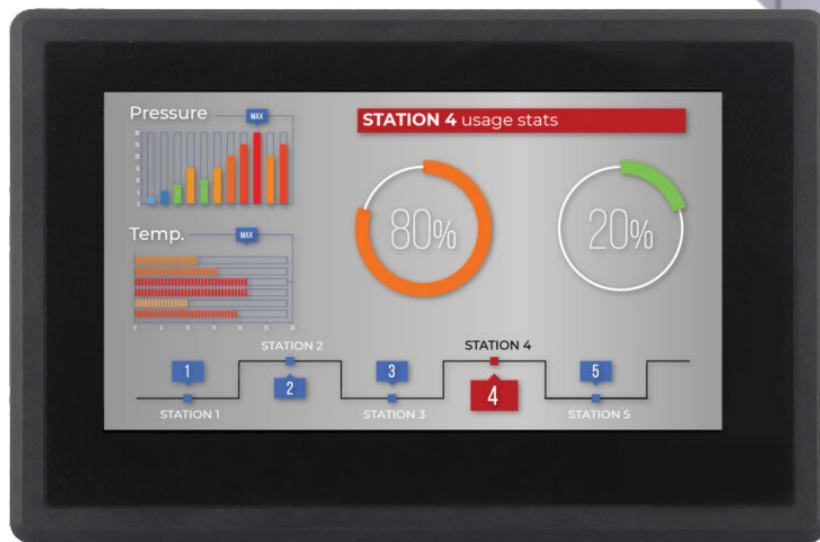 Pressure
MAX
STATION 4 usage stats
80%
20%
Temp.
MAX
STATION 2
STATION 4
1
3
5
2
4
STATION 1
STATION 3
STATION 5